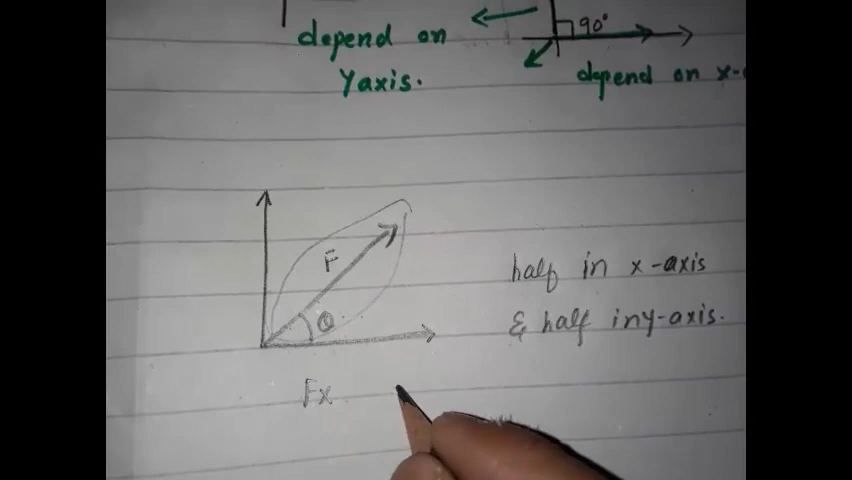 90°
depend on
Yaxis.
depend on x-
F
θ
half in x-axis
& half in y-axis.
Fx